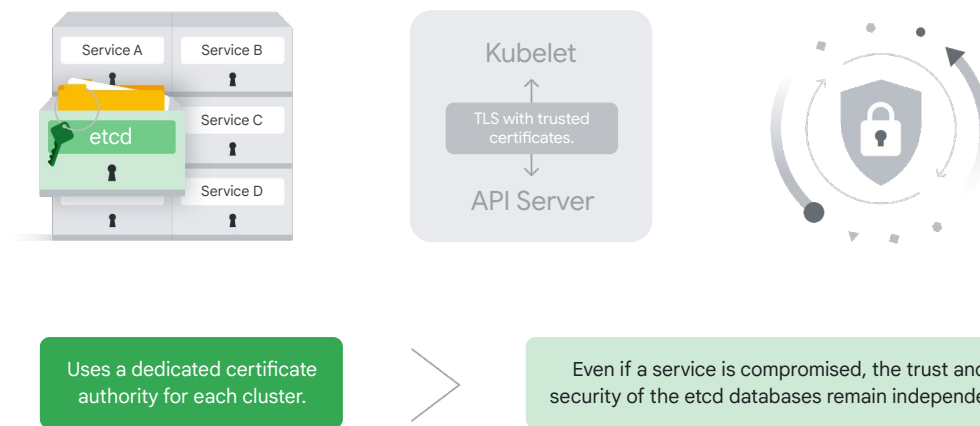 Service A
Service B
etcd
Service C
Service D
Kubelet
TLS with trusted
certificates.
API Server
Uses a dedicated certificate
authority for each cluster.
Even if a service is compromised, the trust and
security of the etcd databases remain